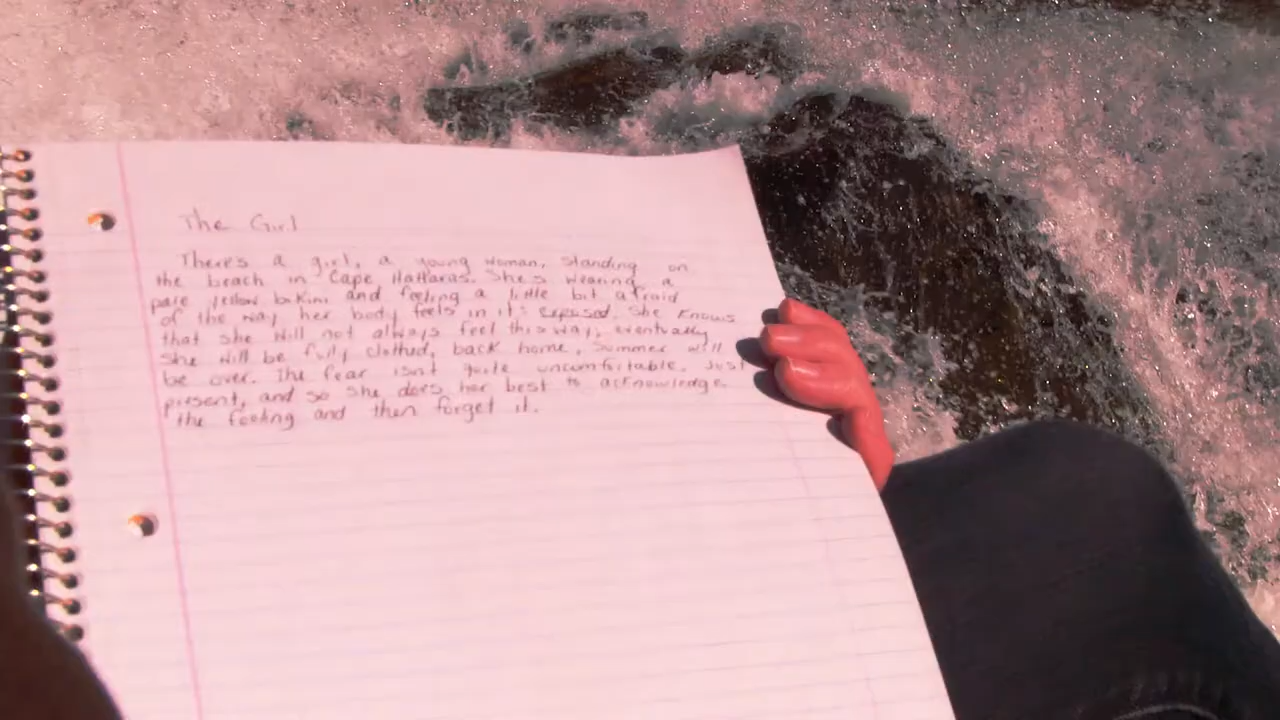 The Girl
There's a girl, a young woman, standing on
the beach in Cape Hattaras. She's wearing a
pale yellow bikini and feeling a little bit afraid
of the way her body feels in it: exposed. She knows
that she will not always feel this way; eventually
she will be fully clothed, back home, summer will
be over. The fear isn't quite uncomfortable, just
present, and so she does her best to acknowledge
the feeling and then forget it.